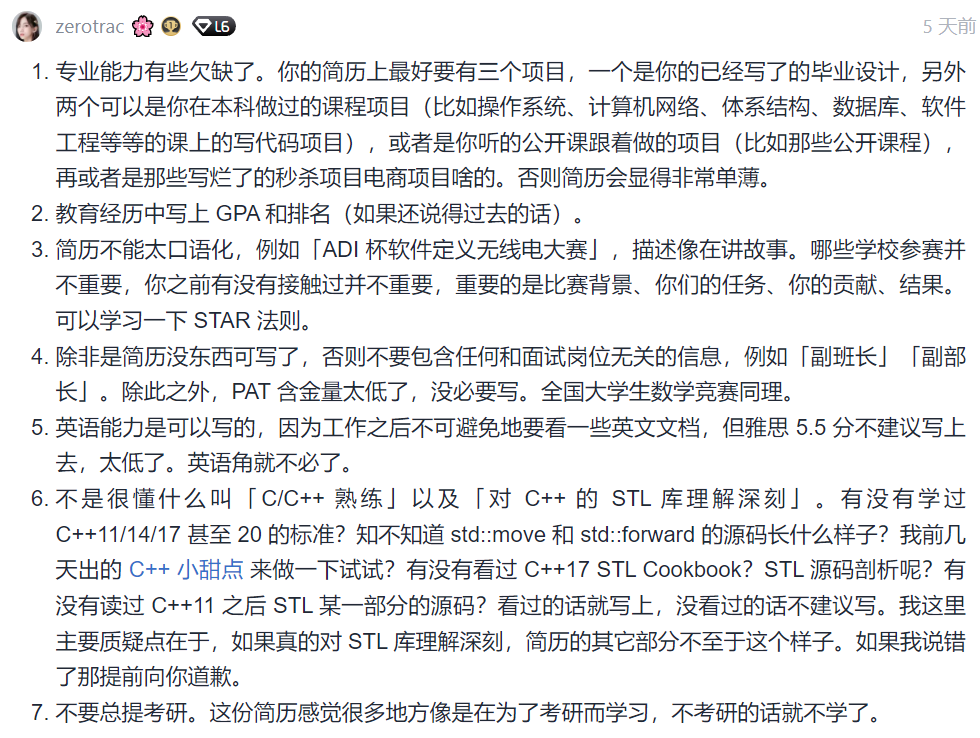 zerotrac L6 5 天前
1. 专业能力有些欠缺了。你的简历上最好要有三个项目，一个是你的已经写了的毕业设计，另外
两个可以是你在本科做过的课程项目（比如操作系统、计算机网络、体系结构、数据库、软件
工程等等的课上的写代码项目），或者是你听的公开课跟着做的项目（比如那些公开课程），
再或者是那些写烂了的秒杀项目电商项目啥的。否则简历会显得非常单薄。
2. 教育经历中写上 GPA 和排名（如果还说得过去的话）。
3. 简历不能太口语化，例如「ADI 杯软件定义无线电大赛」，描述像在讲故事。哪些学校参赛并
不重要，你之前有没有接触过并不重要，重要的是比赛背景、你们的任务、你的贡献、结果。
可以学习一下 STAR 法则。
4. 除非是简历没东西可写了，否则不要包含任何和面试岗位无关的信息，例如「副班长」「副部
长」。除此之外，PAT 含金量太低了，没必要写。全国大学生数学竞赛同理。
5. 英语能力是可以写的，因为工作之后不可避免地要看一些英文文档，但雅思 5.5 分不建议写上
去，太低了。英语角就不必了。
6. 不是很懂什么叫「C/C++ 熟练」以及「对 C++ 的 STL 库理解深刻」。有没有学过
C++11/14/17 甚至 20 的标准？知不知道 std::move 和 std::forward 的源码长什么样子？我前几
天出的 C++ 小甜点 来做一下试试？有没有看过 C++17 STL Cookbook？STL 源码剖析呢？有
没有读过 C++11 之后 STL 某一部分的源码？看过的话就写上，没看过的话不建议写。我这里
主要质疑点在于，如果真的对 STL 库理解深刻，简历的其它部分不至于这个样子。如果我说错
了那提前向你道歉。
7. 不要总提考研。这份简历感觉很多地方像是在为了考研而学习，不考研的话就不学了。